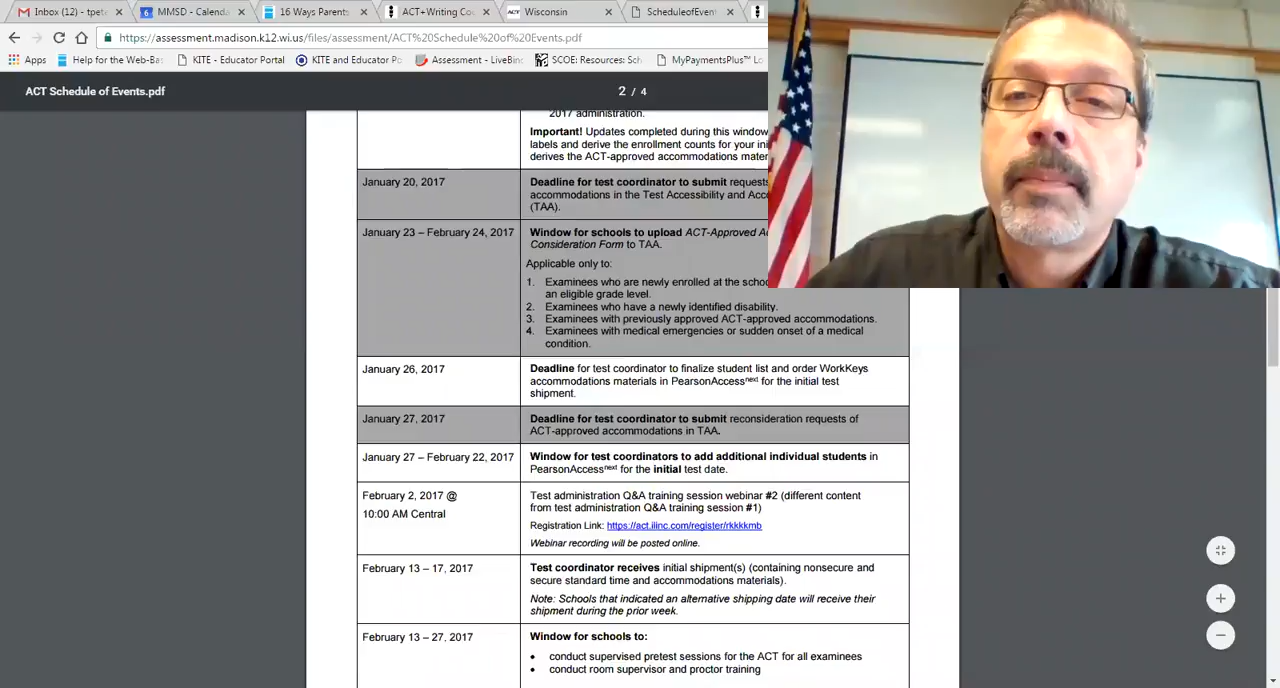 Inbox (12) - tpet
MMSD - Calenda
16 Ways Parents
ACT+Writing Co
Wisconsin
ScheduleofEven
https://assessment.madison.k12.wi.us/files/assessment/ACT%20Schedule%20of%20Events.pdf
Apps
Help for the Web-Ba
KITE - Educator Portal
KITE and Educator Po
Assessment - LiveBin
SCOE: Resources: Sch
MyPaymentsPlus™ Lo
ACT Schedule of Events.pdf
2 / 4
2017 administration.
Important! Updates completed during this window
labels and derive the enrollment counts for your ini
derives the ACT-approved accommodations mater
January 20, 2017
Deadline for test coordinator to submit requests
accommodations in the Test Accessibility and Acc
(TAA).
January 23 – February 24, 2017
Window for schools to upload ACT-Approved Ac
Consideration Form to TAA.
Applicable only to:
1. Examinees who are newly enrolled at the scho
an eligible grade level.
2. Examinees who have a newly identified disability.
3. Examinees with previously approved ACT-approved accommodations.
4. Examinees with medical emergencies or sudden onset of a medical
condition.
January 26, 2017
Deadline for test coordinator to finalize student list and order WorkKeys
accommodations materials in PearsonAccessnext for the initial test
shipment.
January 27, 2017
Deadline for test coordinator to submit reconsideration requests of
ACT-approved accommodations in TAA.
January 27 – February 22, 2017
Window for test coordinators to add additional individual students in
PearsonAccessnext for the initial test date.
February 2, 2017 @
10:00 AM Central
Test administration Q&A training session webinar #2 (different content
from test administration Q&A training session #1)
Registration Link: https://act.ilinc.com/register/rkkkkmb
Webinar recording will be posted online.
February 13 – 17, 2017
Test coordinator receives initial shipment(s) (containing nonsecure and
secure standard time and accommodations materials).
Note: Schools that indicated an alternative shipping date will receive their
shipment during the prior week.
February 13 – 27, 2017
Window for schools to:
• conduct supervised pretest sessions for the ACT for all examinees
• conduct room supervisor and proctor training